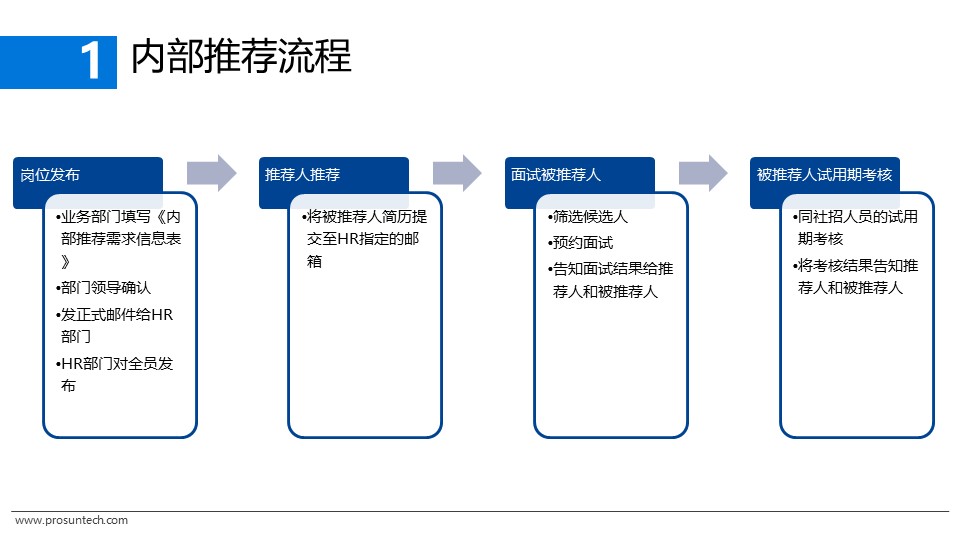 1
内部推荐流程
岗位发布
•业务部门填写《内
部推荐需求信息表
》
•部门领导确认
•发正式邮件给HR
部门
•HR部门对全员发
布
推荐人推荐
•将被推荐人简历提
交至HR指定的邮
箱
面试被推荐人
•筛选候选人
•预约面试
•告知面试结果给推
荐人和被推荐人
被推荐人试用期考核
•同社招人员的试用
期考核
•将考核结果告知推
荐人和被推荐人
www.prosuntech.com